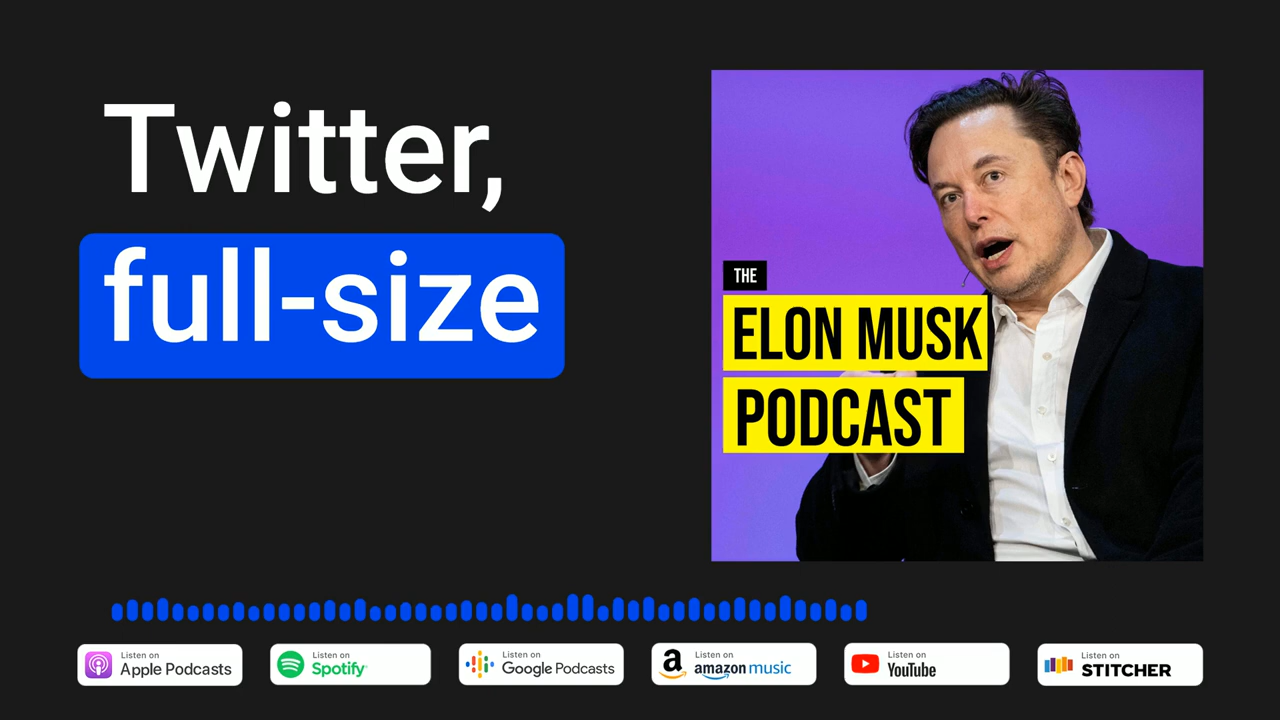 Twitter,
full-size
THE
ELON MUSK
PODCAST
Listen on
Apple Podcasts
Listen on
Spotify
Listen on
Google Podcasts
a
Listen on
amazon music
Listen on
YouTube
Listen on
STITCHER